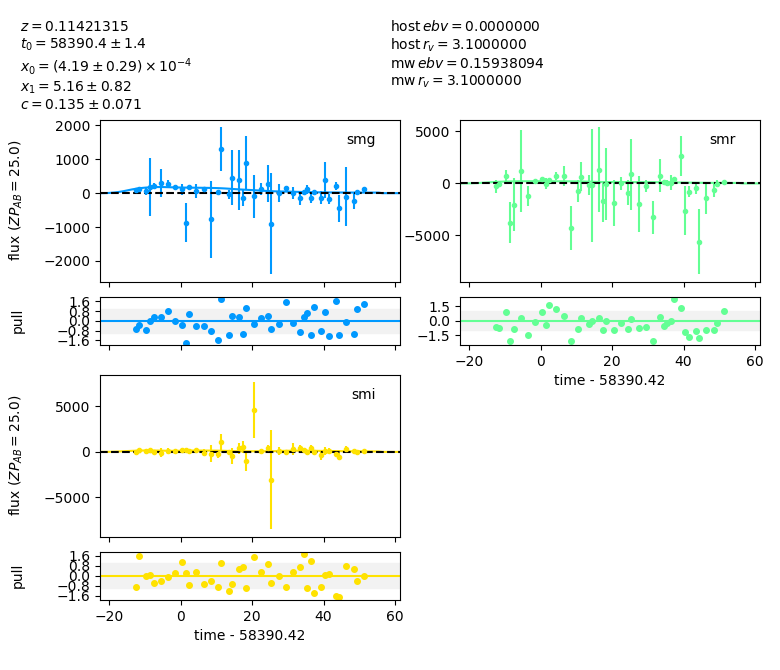 z = 0.11421315
t₀ = 58390.4 ± 1.4
x₀ = (4.19 ± 0.29) × 10⁻⁴
x₁ = 5.16 ± 0.82
c = 0.135 ± 0.071
host ebv = 0.0000000
host r_v = 3.1000000
mw ebv = 0.15938094
mw r_v = 3.1000000
smg
2000
1000
0
−1000
−2000
flux (ZP_AB = 25.0)
smr
5000
0
−5000
1.6
0.8
0.0
−0.8
−1.6
pull
1.5
0.0
−1.5
−20 0 20 40 60
time - 58390.42
smi
5000
0
−5000
flux (ZP_AB = 25.0)
1.6
0.8
0.0
−0.8
−1.6
pull
−20 0 20 40 60
time - 58390.42